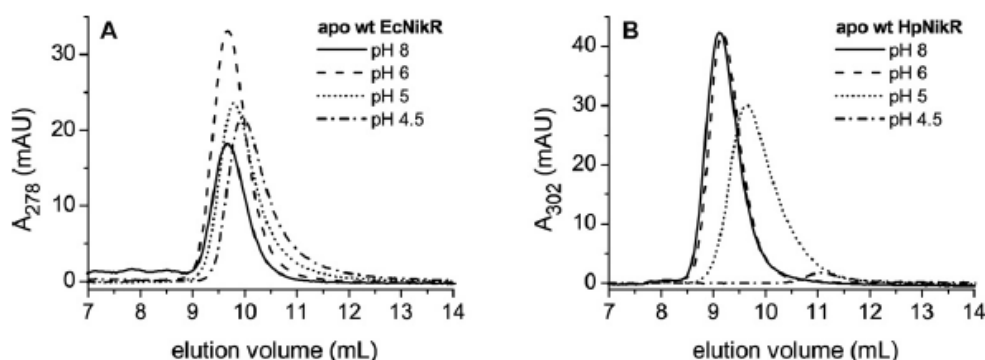 A
apo wt EcNikR
pH 8
pH 6
pH 5
pH 4.5
30
20
10
0
A278 (mAU)
7 8 9 10 11 12 13 14
elution volume (mL)
B
apo wt HpNikR
pH 8
pH 6
pH 5
pH 4.5
40
30
20
10
0
A302 (mAU)
7 8 9 10 11 12 13 14
elution volume (mL)